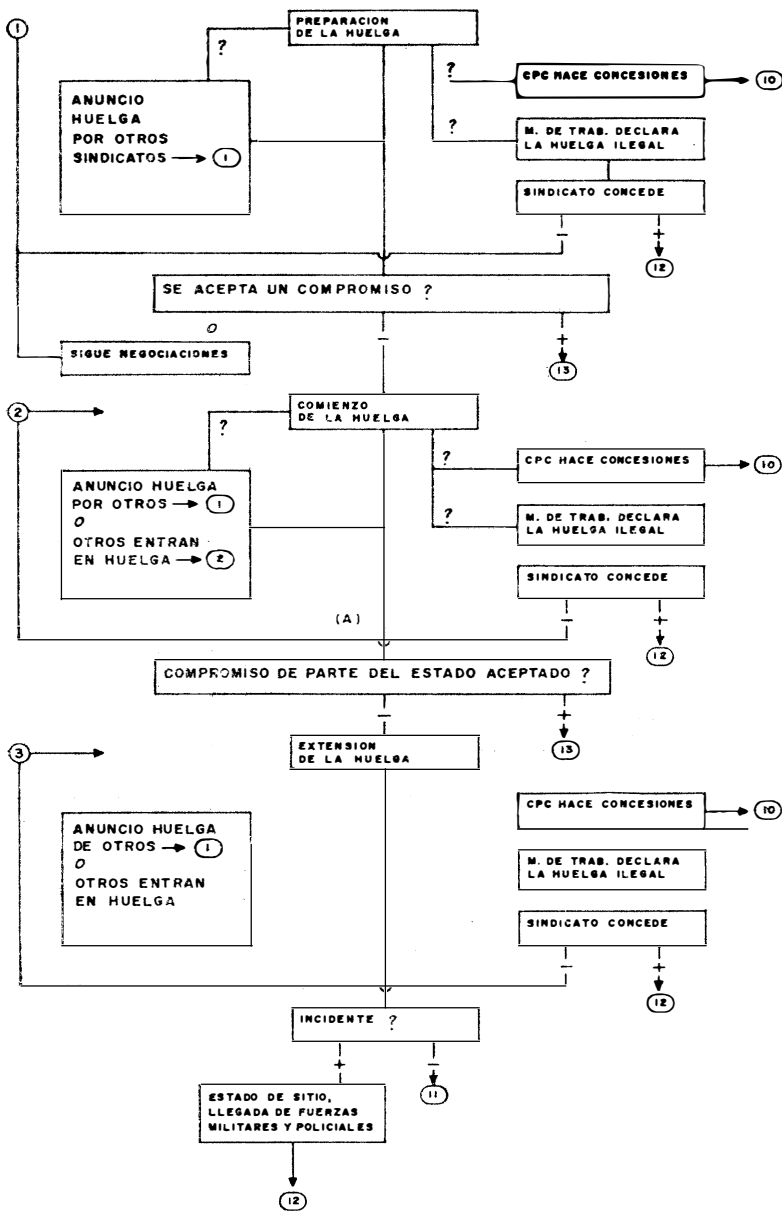 1
PREPARACION
DE LA HUELGA
?
?
CPC HACE CONCESIONES
10
ANUNCIO
HUELGA
POR OTROS
SINDICATOS → 1
?
M. DE TRAB. DECLARA
LA HUELGA ILEGAL
SINDICATO CONCEDE
−
+
12
SE ACEPTA UN COMPROMISO ?
O
−
+
SIGUE NEGOCIACIONES
13
2
COMIENZO
DE LA HUELGA
?
?
CPC HACE CONCESIONES
10
ANUNCIO HUELGA
POR OTROS → 1
O
OTROS ENTRAN
EN HUELGA → 2
?
M. DE TRAB. DECLARA
LA HUELGA ILEGAL
SINDICATO CONCEDE
−
+
(A)
12
COMPROMISO DE PARTE DEL ESTADO ACEPTADO ?
−
+
3
EXTENSION
DE LA HUELGA
13
CPC HACE CONCESIONES
10
ANUNCIO HUELGA
DE OTROS → 1
O
OTROS ENTRAN
EN HUELGA
M. DE TRAB. DECLARA
LA HUELGA ILEGAL
SINDICATO CONCEDE
−
+
12
INCIDENTE ?
+
−
11
ESTADO DE SITIO,
LLEGADA DE FUERZAS
MILITARES Y POLICIALES
12